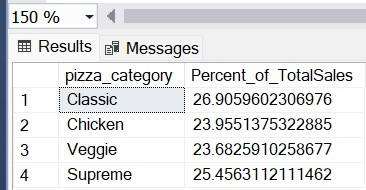 150 %
Results Messages
pizza_category Percent_of_TotalSales
1 Classic 26.9059602306976
2 Chicken 23.9551375322885
3 Veggie 23.6825910258677
4 Supreme 25.4563112111462